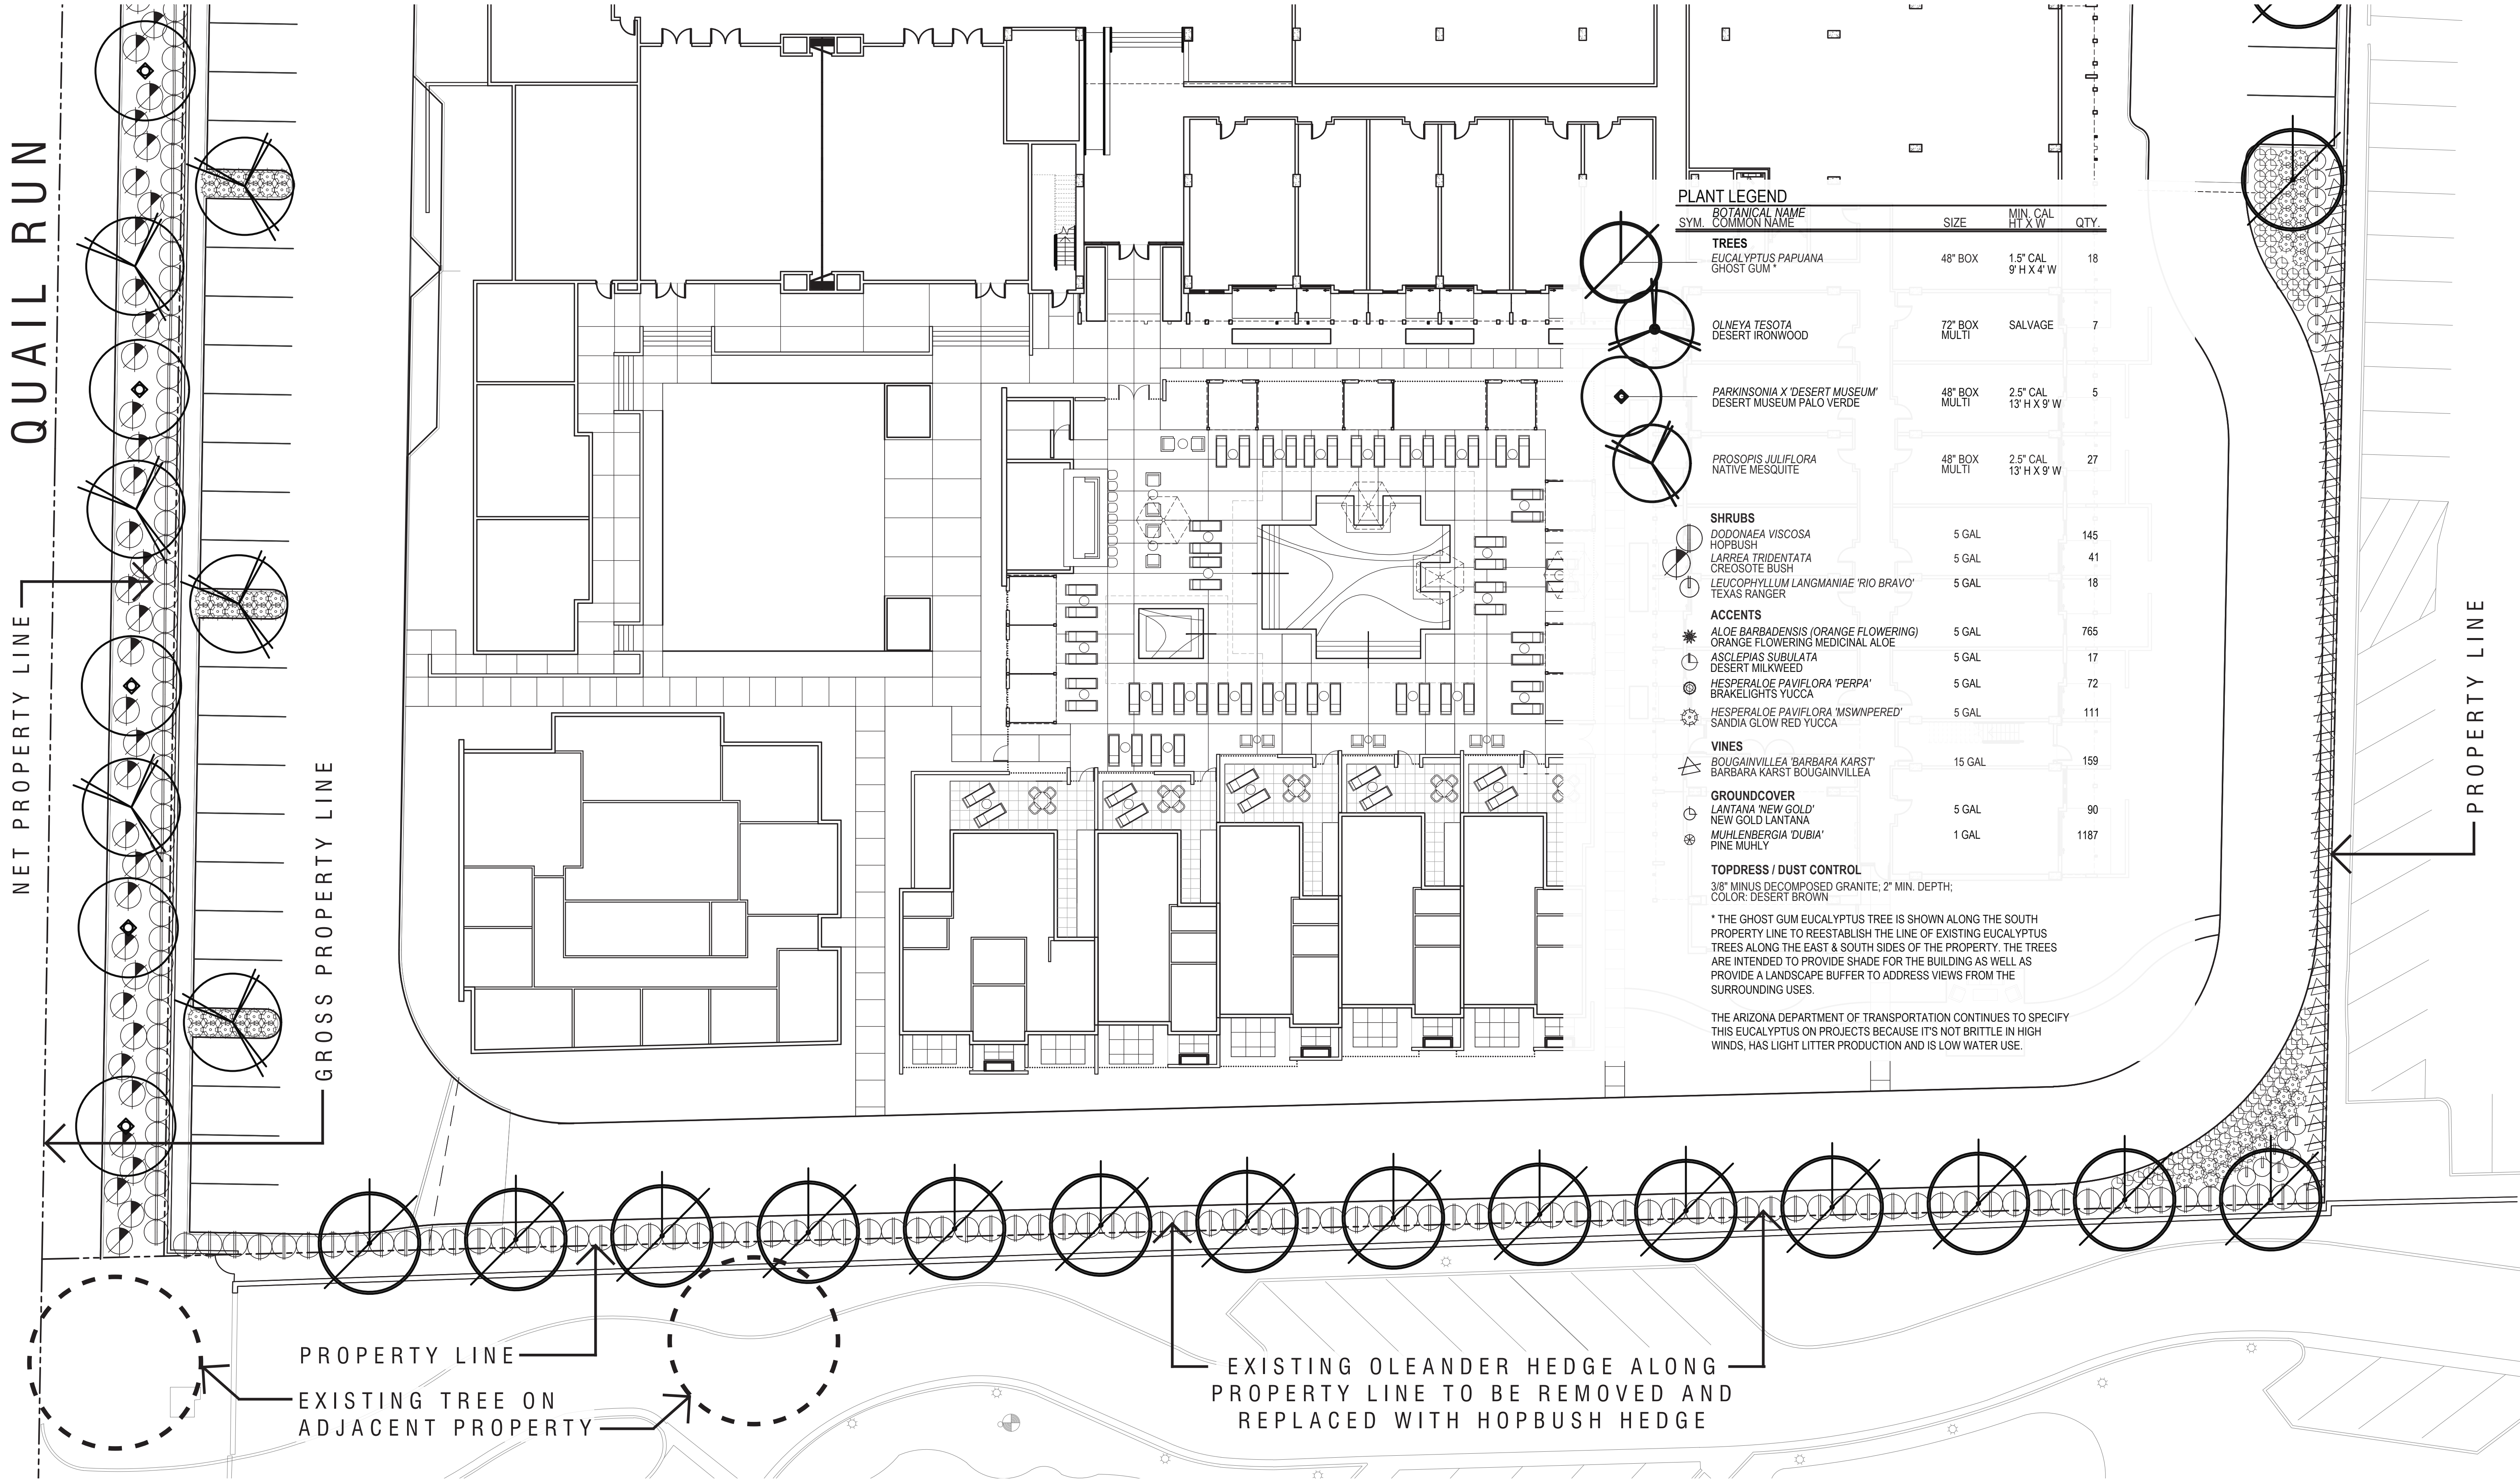 QUAIL RUN
NET PROPERTY LINE
GROSS PROPERTY LINE
PLANT LEGEND
SYM. BOTANICAL NAME COMMON NAME SIZE MIN. CAL HT X W QTY.
TREES
EUCALYPTUS PAPUANA 48" BOX 1.5" CAL 18
GHOST GUM * 9' H X 4' W
OLNEYA TESOTA 72" BOX SALVAGE 7
DESERT IRONWOOD MULTI
PARKINSONIA X 'DESERT MUSEUM' 48" BOX 2.5" CAL 5
DESERT MUSEUM PALO VERDE MULTI 13' H X 9' W
PROSOPIS JULIFLORA 48" BOX 2.5" CAL 27
NATIVE MESQUITE MULTI 13' H X 9' W
SHRUBS
DODONAEA VISCOSA 5 GAL 145
HOPBUSH
LARREA TRIDENTATA 5 GAL 41
CREOSOTE BUSH
LEUCOPHYLLUM LANGMANIAE 'RIO BRAVO' 5 GAL 18
TEXAS RANGER
ACCENTS
ALOE BARBADENSIS (ORANGE FLOWERING) 5 GAL 765
ORANGE FLOWERING MEDICINAL ALOE
ASCLEPIAS SUBULATA 5 GAL 17
DESERT MILKWEED
HESPERALOE PAVIFLORA 'PERPA' 5 GAL 72
BRAKELIGHTS YUCCA
HESPERALOE PAVIFLORA 'MSWNPERED' 5 GAL 111
SANDIA GLOW RED YUCCA
VINES
BOUGAINVILLEA 'BARBARA KARST' 15 GAL 159
BARBARA KARST BOUGAINVILLEA
GROUNDCOVER
LANTANA 'NEW GOLD' 5 GAL 90
NEW GOLD LANTANA
MUHLENBERGIA 'DUBIA' 1 GAL 1187
PINE MUHLY
TOPDRESS / DUST CONTROL
3/8" MINUS DECOMPOSED GRANITE; 2" MIN. DEPTH;
COLOR: DESERT BROWN
* THE GHOST GUM EUCALYPTUS TREE IS SHOWN ALONG THE SOUTH
PROPERTY LINE TO REESTABLISH THE LINE OF EXISTING EUCALYPTUS
TREES ALONG THE EAST & SOUTH SIDES OF THE PROPERTY. THE TREES
ARE INTENDED TO PROVIDE SHADE FOR THE BUILDING AS WELL AS
PROVIDE A LANDSCAPE BUFFER TO ADDRESS VIEWS FROM THE
SURROUNDING USES.
THE ARIZONA DEPARTMENT OF TRANSPORTATION CONTINUES TO SPECIFY
THIS EUCALYPTUS ON PROJECTS BECAUSE IT'S NOT BRITTLE IN HIGH
WINDS, HAS LIGHT LITTER PRODUCTION AND IS LOW WATER USE.
PROPERTY LINE
PROPERTY LINE
EXISTING TREE ON
ADJACENT PROPERTY
EXISTING OLEANDER HEDGE ALONG
PROPERTY LINE TO BE REMOVED AND
REPLACED WITH HOPBUSH HEDGE